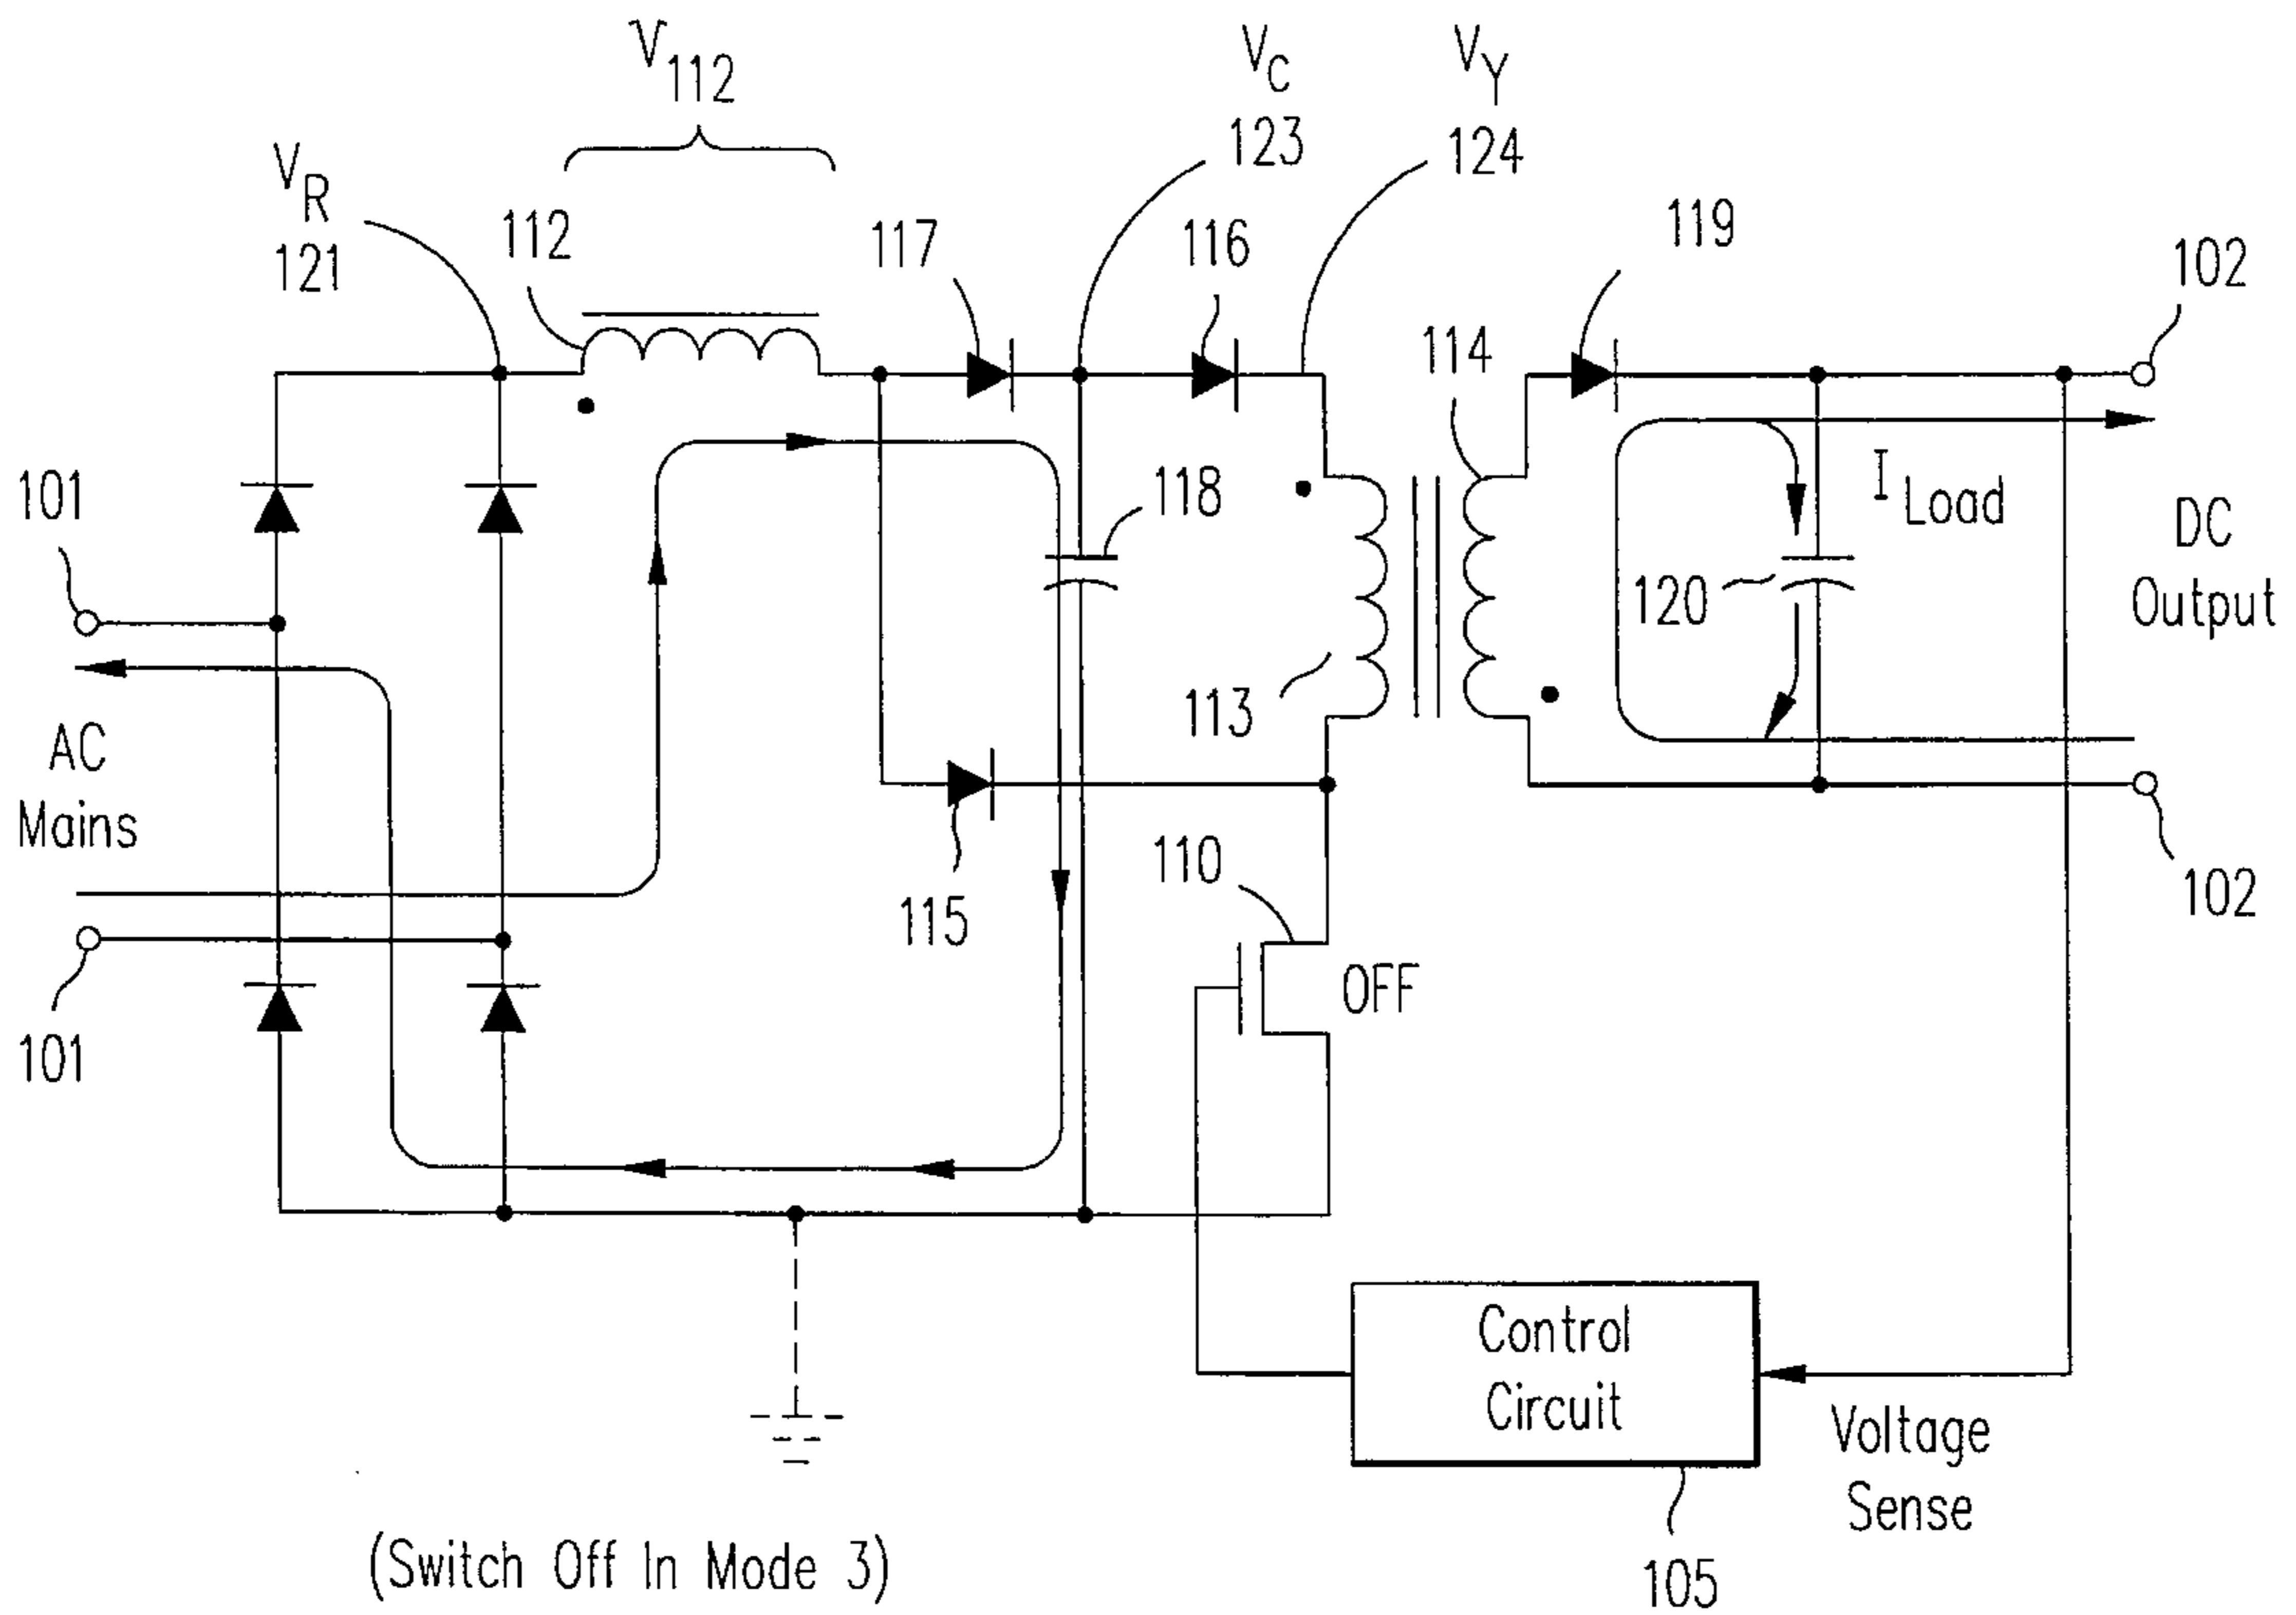 V112
VC
VY
123
124
VR
121
112
117
116
119
102
114
101
118
ILoad
DC
Output
120
113
AC
Mains
110
115
102
OFF
101
Control
Circuit
Voltage
Sense
105
(Switch Off In Mode 3)